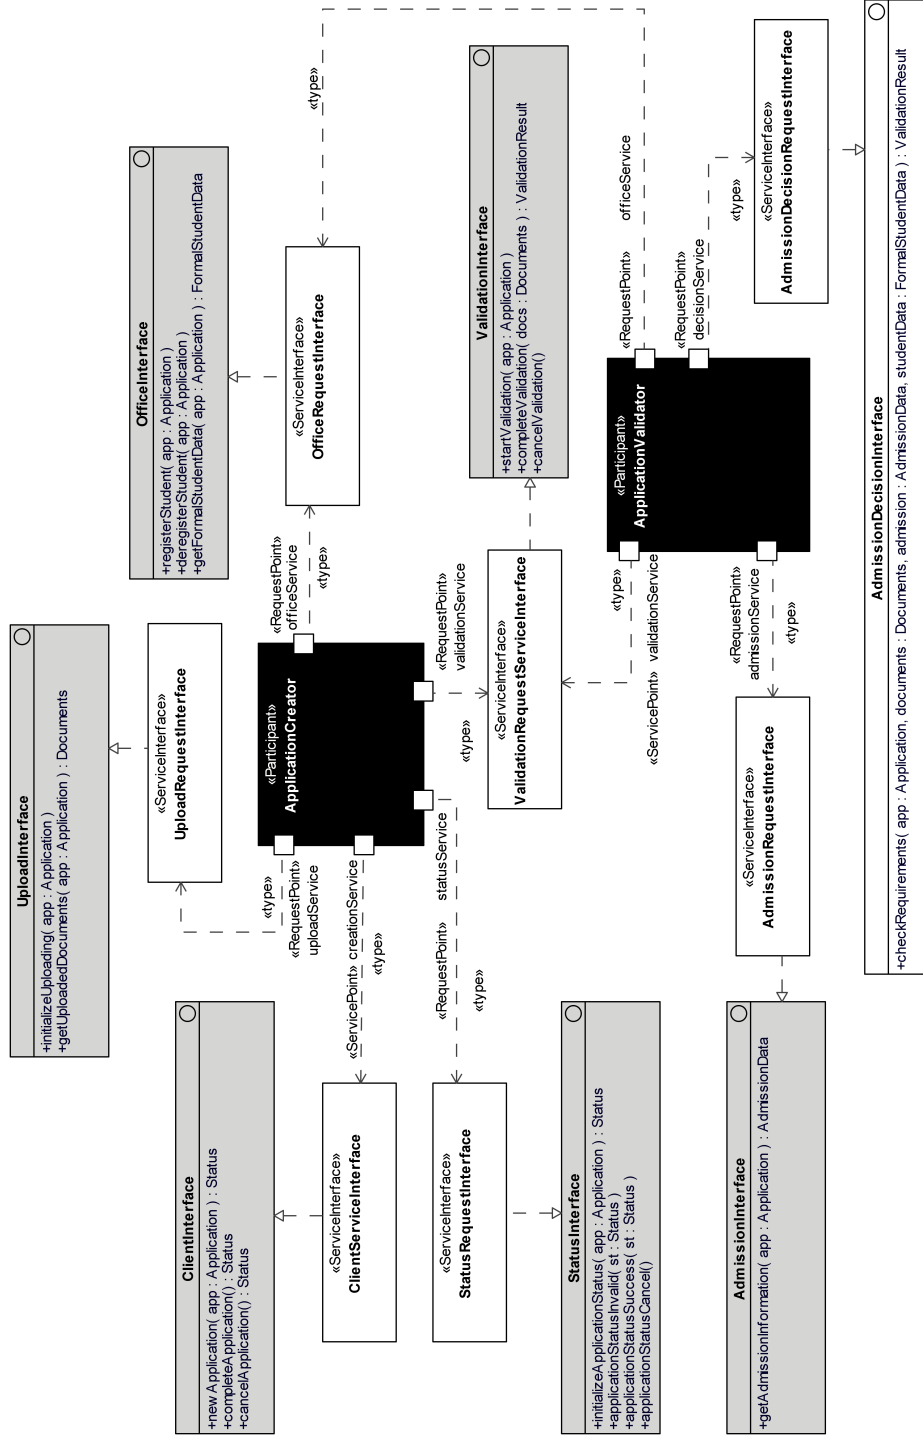 UploadInterface
+initializeUploading( app : Application )
+getUploadedDocuments( app : Application ) : Documents
«ServiceInterface»
UploadRequestInterface
«type»
«RequestPoint»
uploadService
OfficeInterface
+registerStudent( app : Application )
+deregisterStudent( app : Application )
+getFormalStudentData( app : Application ) : FormalStudentData
«ServiceInterface»
OfficeRequestInterface
«type»
«RequestPoint»
officeService
«type»
ClientInterface
+newApplication( app : Application ) : Status
+completeApplication() : Status
+cancelApplication() : Status
«ServiceInterface»
ClientServiceInterface
«ServicePoint» creationService
«type»
«Participant»
ApplicationCreator
«RequestPoint» statusService
«type»
«ServiceInterface»
StatusRequestInterface
StatusInterface
+initializeApplicationStatus( app : Application ) : Status
+applicationStatusInvalid( st : Status )
+applicationStatusSuccess( st : Status )
+applicationStatusCancel()
«RequestPoint»
validationService
«type»
«ServiceInterface»
ValidationRequestServiceInterface
ValidationInterface
+startValidation( app : Application )
+completeValidation( docs : Documents ) : ValidationResult
+cancelValidation()
«type»
«ServicePoint» validationService
«Participant»
ApplicationValidator
«RequestPoint» officeService
«RequestPoint»
decisionService
«type»
«ServiceInterface»
AdmissionDecisionRequestInterface
«RequestPoint»
admissionService
«type»
«ServiceInterface»
AdmissionRequestInterface
AdmissionInterface
+getAdmissionInformation( app : Application ) : AdmissionData
AdmissionDecisionInterface
+checkRequirements( app : Application, documents : Documents, admission : AdmissionData, studentData : FormalStudentData ) : ValidationResult